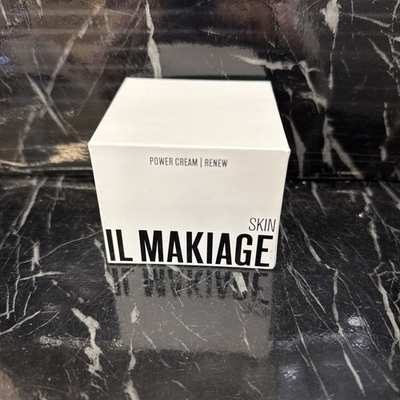 POWER CREAM | RENEW
SKIN
IL MAKIAGE